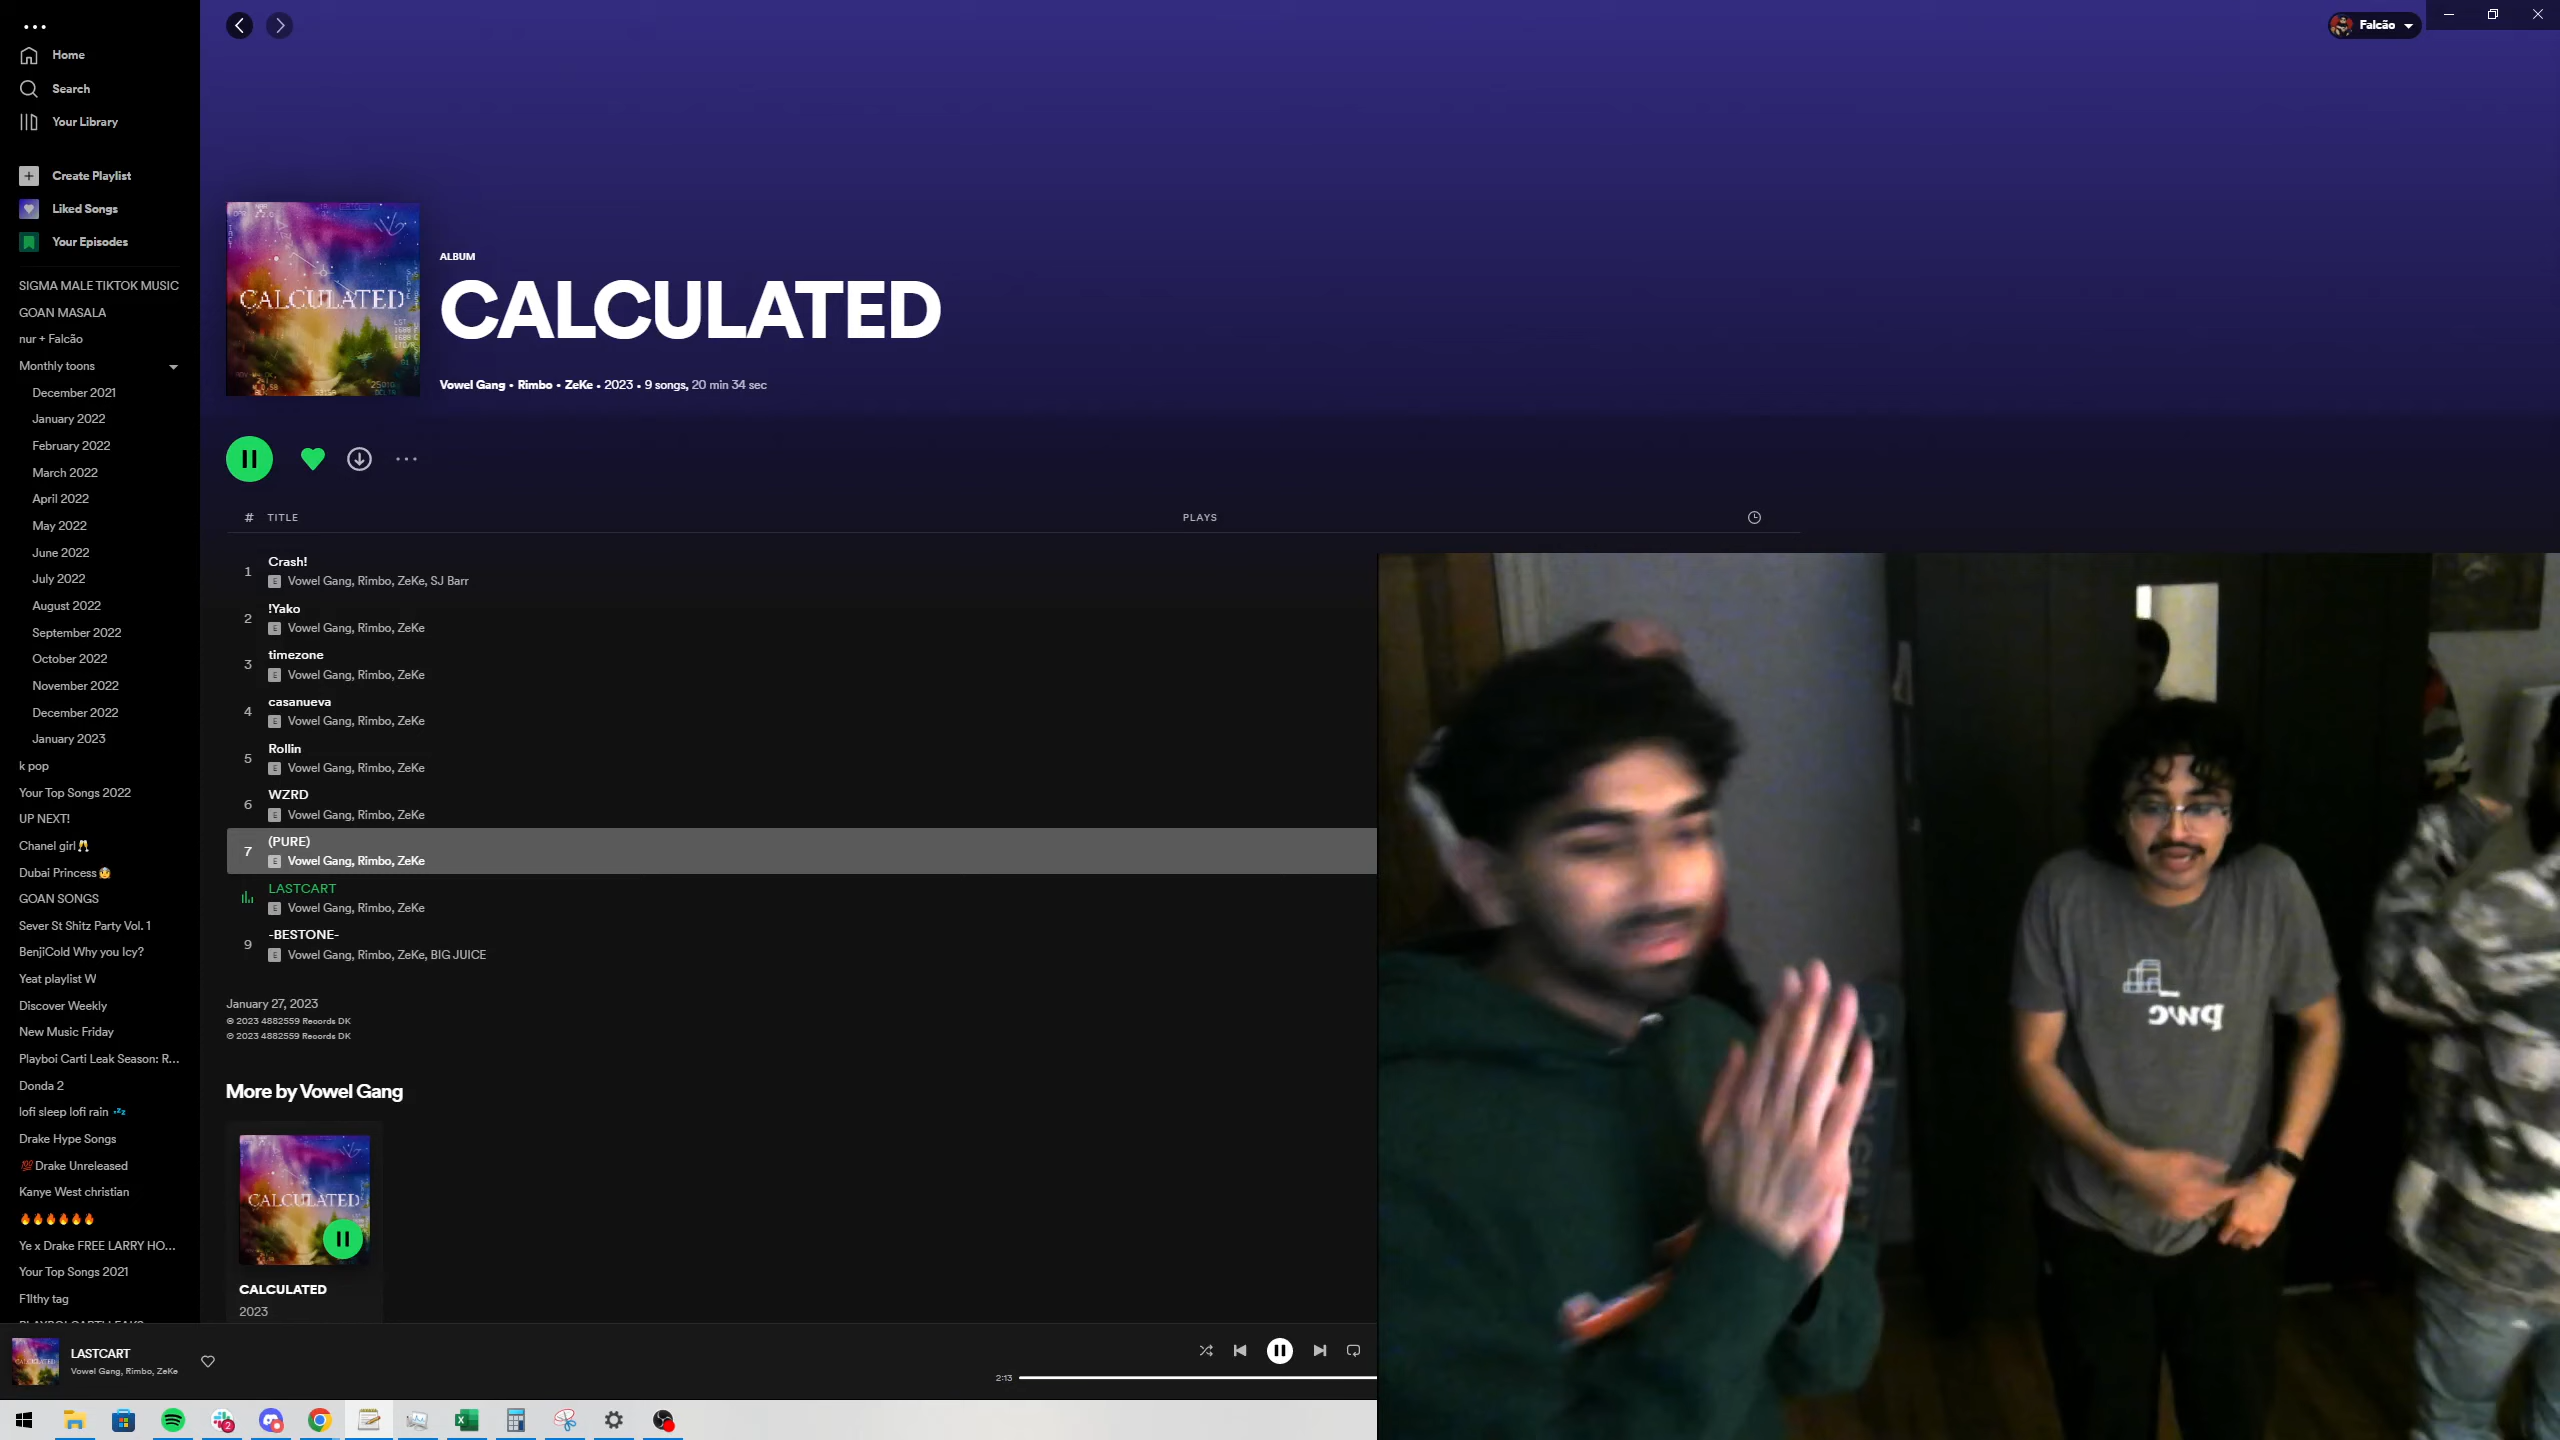 Home
Search
Your Library
Create Playlist
Liked Songs
Your Episodes
SIGMA MALE TIKTOK MUSIC
GOAN MASALA
nur + Falcão
Monthly toons
December 2021
January 2022
February 2022
March 2022
April 2022
May 2022
June 2022
July 2022
August 2022
September 2022
October 2022
November 2022
December 2022
January 2023
k pop
Your Top Songs 2022
UP NEXT!
Chanel girl🥂
Dubai Princess👰
GOAN SONGS
Sever St Shitz Party Vol. 1
BenjiCold Why you Icy?
Yeat playlist W
Discover Weekly
New Music Friday
Playboi Carti Leak Season: R...
Donda 2
lofi sleep lofi rain 💤
Drake Hype Songs
💯Drake Unreleased
Kanye West christian
🔥🔥🔥🔥🔥🔥
Ye x Drake FREE LARRY HO...
Your Top Songs 2021
F1lthy tag
Falcão
CALCULATED
ALBUM
CALCULATED
Vowel Gang • Rimbo • ZeKe • 2023 • 9 songs, 20 min 34 sec
# TITLE PLAYS
1 Crash!
E Vowel Gang, Rimbo, ZeKe, SJ Barr
2 !Yako
E Vowel Gang, Rimbo, ZeKe
3 timezone
E Vowel Gang, Rimbo, ZeKe
4 casanueva
E Vowel Gang, Rimbo, ZeKe
5 Rollin
E Vowel Gang, Rimbo, ZeKe
6 WZRD
E Vowel Gang, Rimbo, ZeKe
7 (PURE)
E Vowel Gang, Rimbo, ZeKe
LASTCART
E Vowel Gang, Rimbo, ZeKe
9 -BESTONE-
E Vowel Gang, Rimbo, ZeKe, BIG JUICE
January 27, 2023
© 2023 4882559 Records DK
℗ 2023 4882559 Records DK
More by Vowel Gang
CALCULATED
CALCULATED
2023
LASTCART
Vowel Gang, Rimbo, ZeKe
2:13
pwc
2